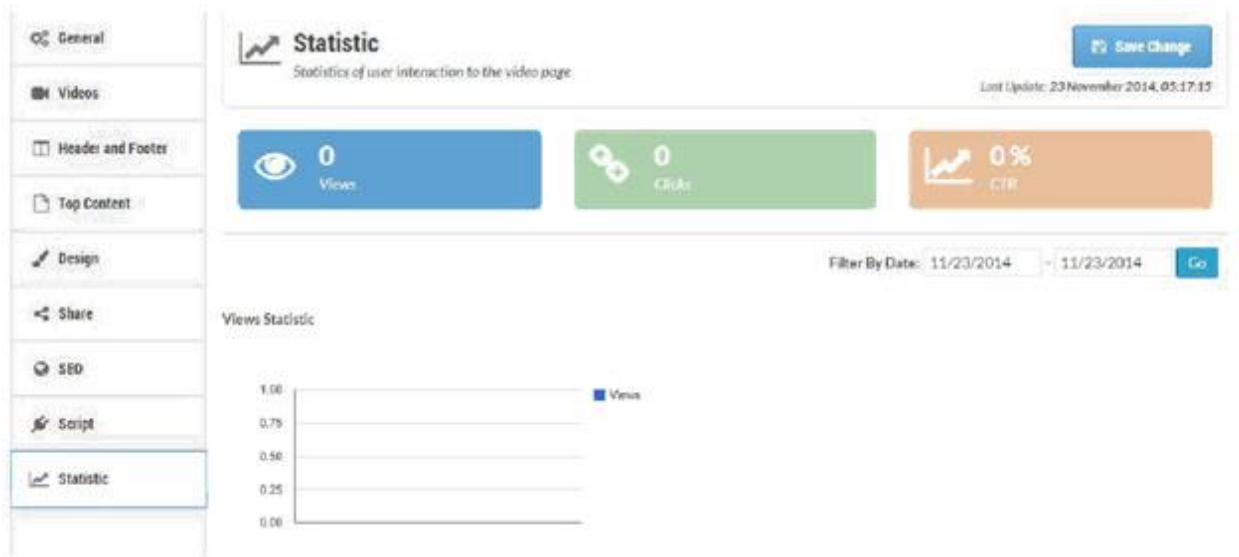 General
Videos
Header and Footer
Top Content
Design
Share
SEO
Script
Statistic
Statistic
Statistics of user interaction to the video page
Save Change
Last Update: 23 November 2014, 05:17:15
0
Views
0
Clicks
0 %
CTR
Filter By Date: 11/23/2014 - 11/23/2014 Go
Views Statistic
1.00
0.75
0.50
0.25
0.00
Views